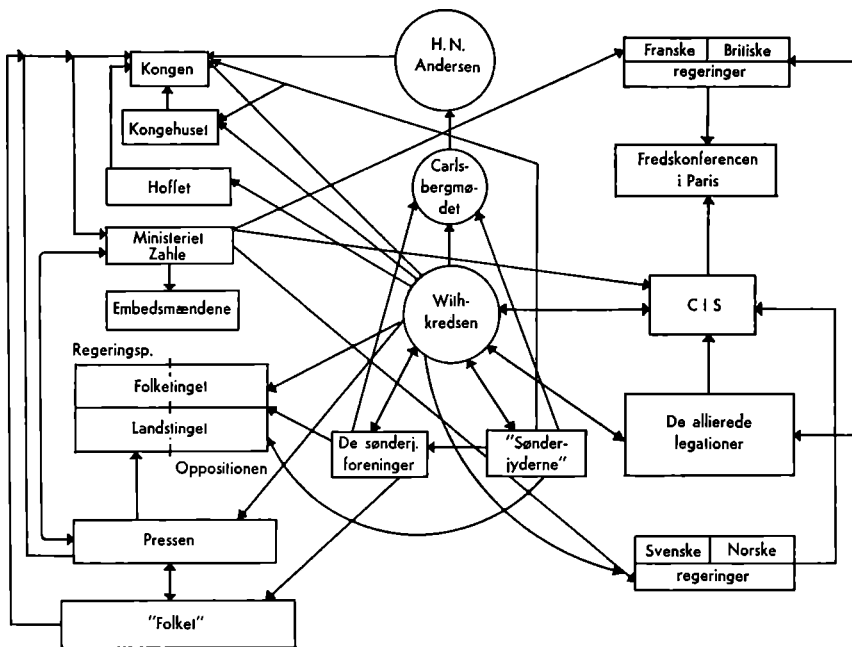 H. N.
Andersen
Franske
Britiske
regeringer
Kongen
Kongehuset
Hoffet
Carls-
bergmø-
det
Fredskonferencen
i Paris
Ministeriet
Zahle
Embedsmændene
Wilh-
kredsen
C I S
Regeringsp.
Folketinget
Landstinget
Oppositionen
De sønderj.
foreninger
"Sønder-
jyderne"
De allierede
legationer
Pressen
Svenske
Norske
regeringer
"Folket"